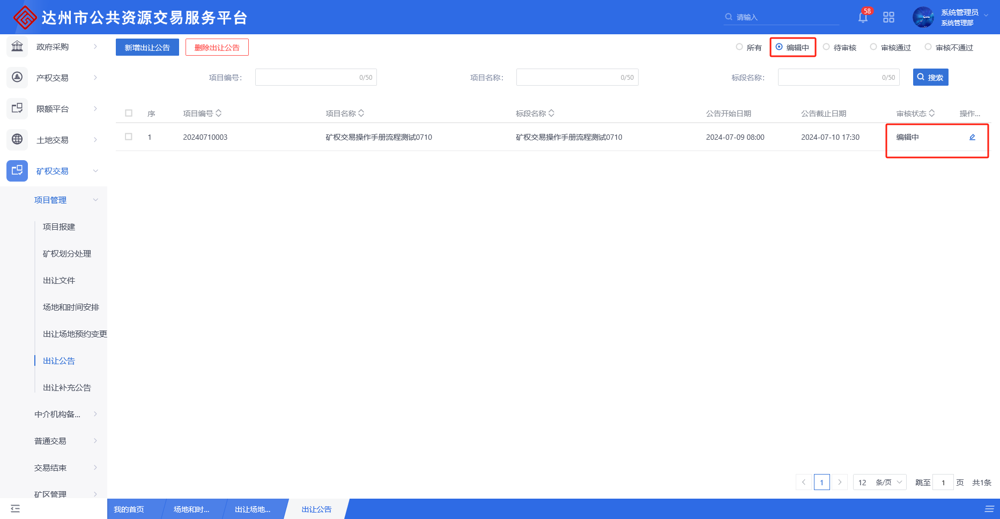 达州市公共资源交易服务平台
请输入
58
系统管理员
系统管理部
政府采购
产权交易
限额平台
土地交易
矿权交易
项目管理
项目报建
矿权划分处理
出让文件
场地和时间安排
出让场地预约变更
出让公告
出让补充公告
中介机构备...
普通交易
交易结束
矿区管理
新增出让公告 删除出让公告
所有 编辑中 待审核 审核通过 审核不通过
项目编号: 0/50 项目名称: 0/50 标段名称: 0/50 搜索
序 项目编号 项目名称 标段名称 公告开始日期 公告截止日期 审核状态 操作...
1 20240710003 矿权交易操作手册流程测试0710 矿权交易操作手册流程测试0710 2024-07-09 08:00 2024-07-10 17:30 编辑中
1 12 条/页 跳至 1 页 共1条
我的首页 场地和时... 出让场地... 出让公告